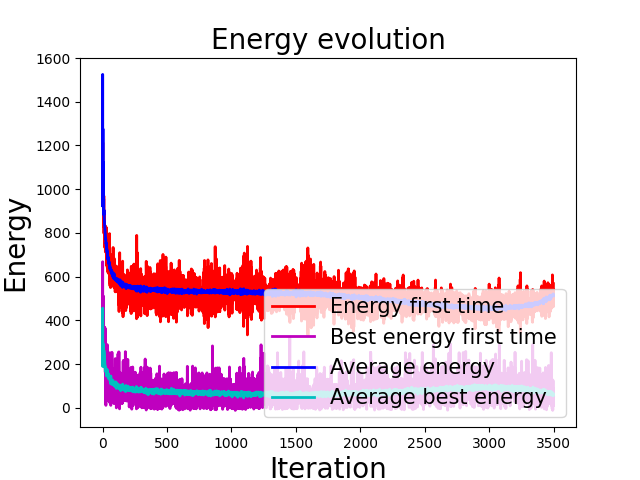 Energy evolution
1600
1400
1200
1000
800
600
400
200
0
Energy
Energy first time
Best energy first time
Average energy
Average best energy
0 500 1000 1500 2000 2500 3000 3500
Iteration